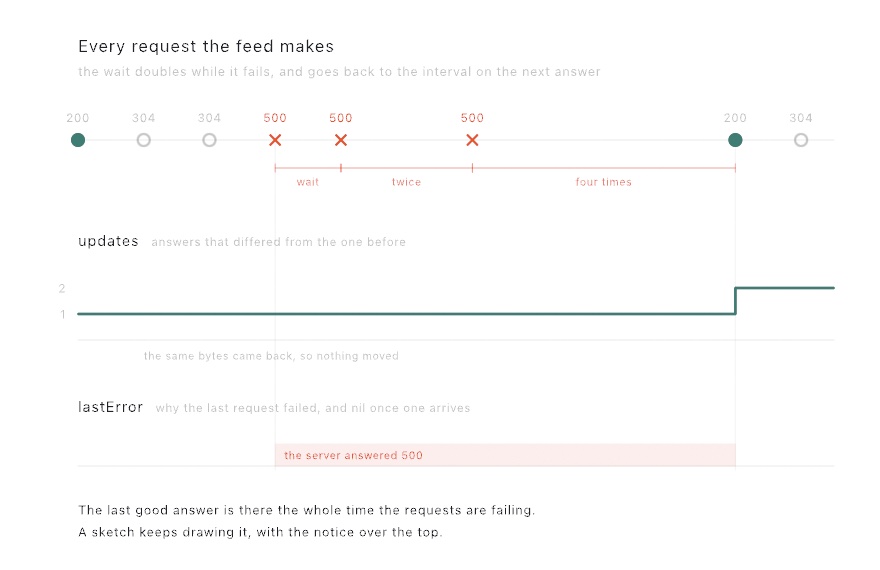 Every request the feed makes
the wait doubles while it fails, and goes back to the interval on the next answer
200 304 304 500 500 500 200 304
wait twice four times
updates answers that differed from the one before
2
1
the same bytes came back, so nothing moved
lastError why the last request failed, and nil once one arrives
the server answered 500
The last good answer is there the whole time the requests are failing.
A sketch keeps drawing it, with the notice over the top.